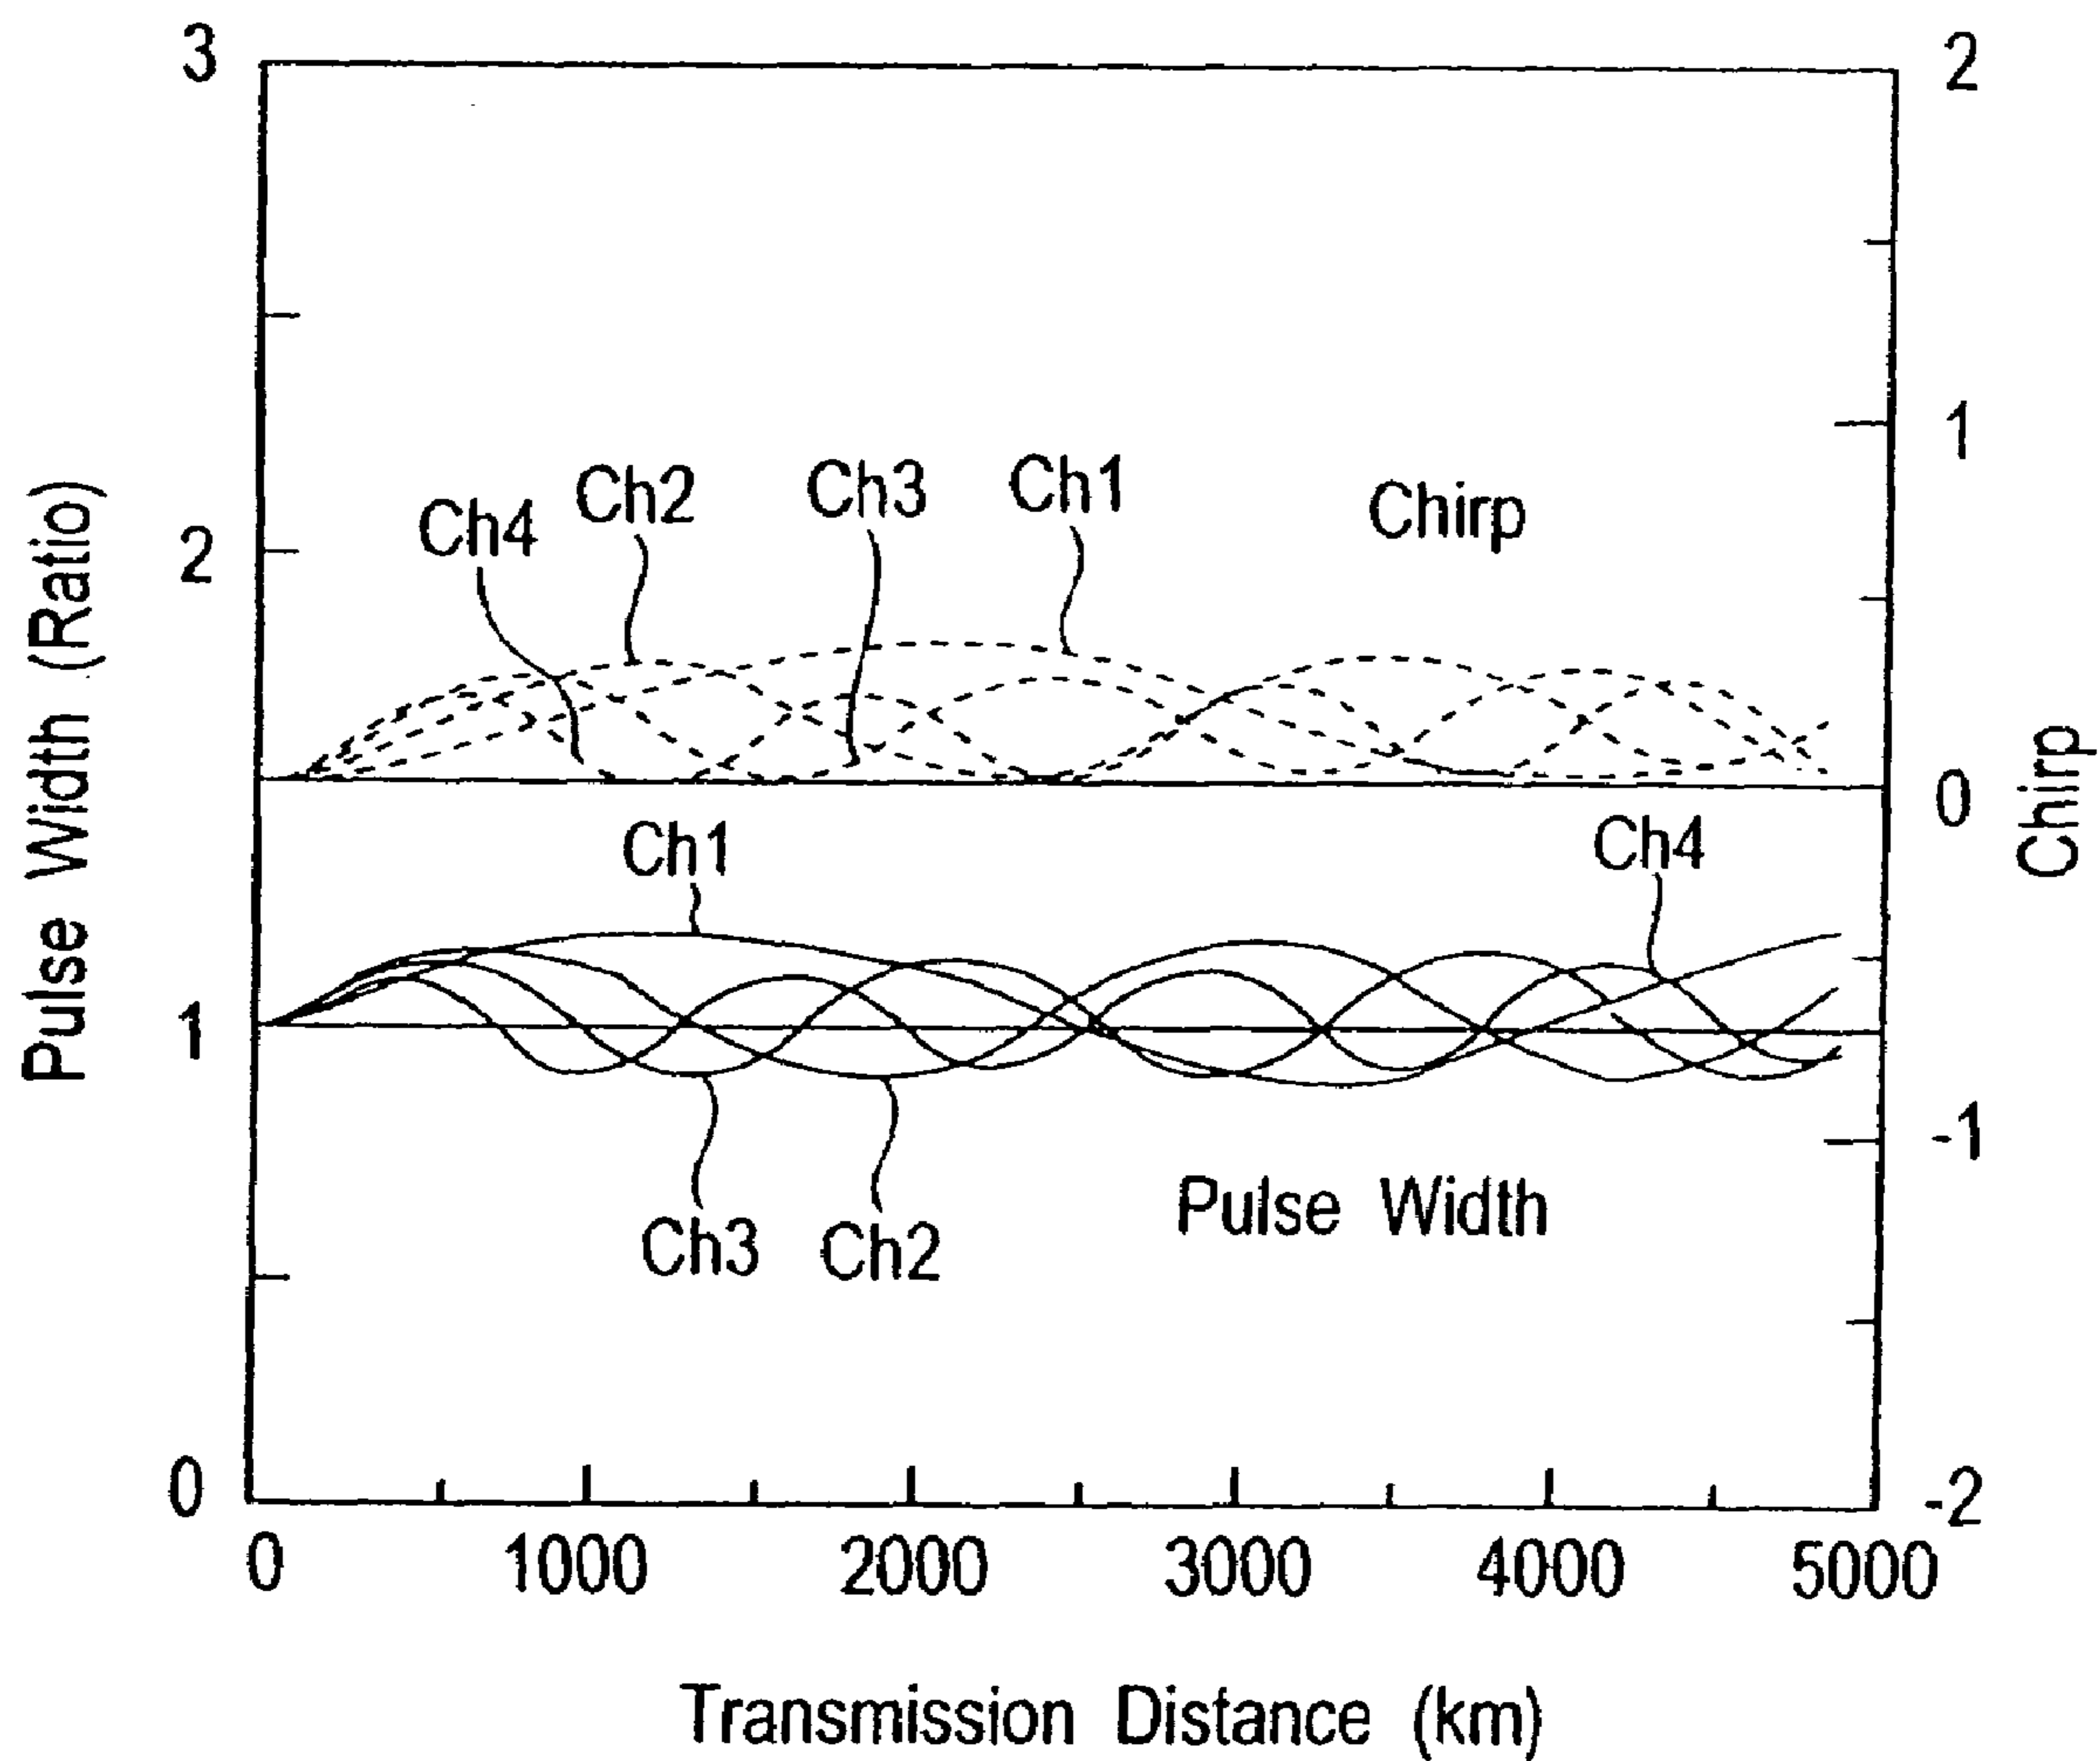 3
2
Ch2
Ch3
Ch1
Chirp
Ch4
1
2
Pulse Width (Ratio)
Chirp
0
Ch1
Ch4
1
-1
Pulse Width
Ch3
Ch2
0
-2
0
1000
2000
3000
4000
5000
Transmission Distance (km)